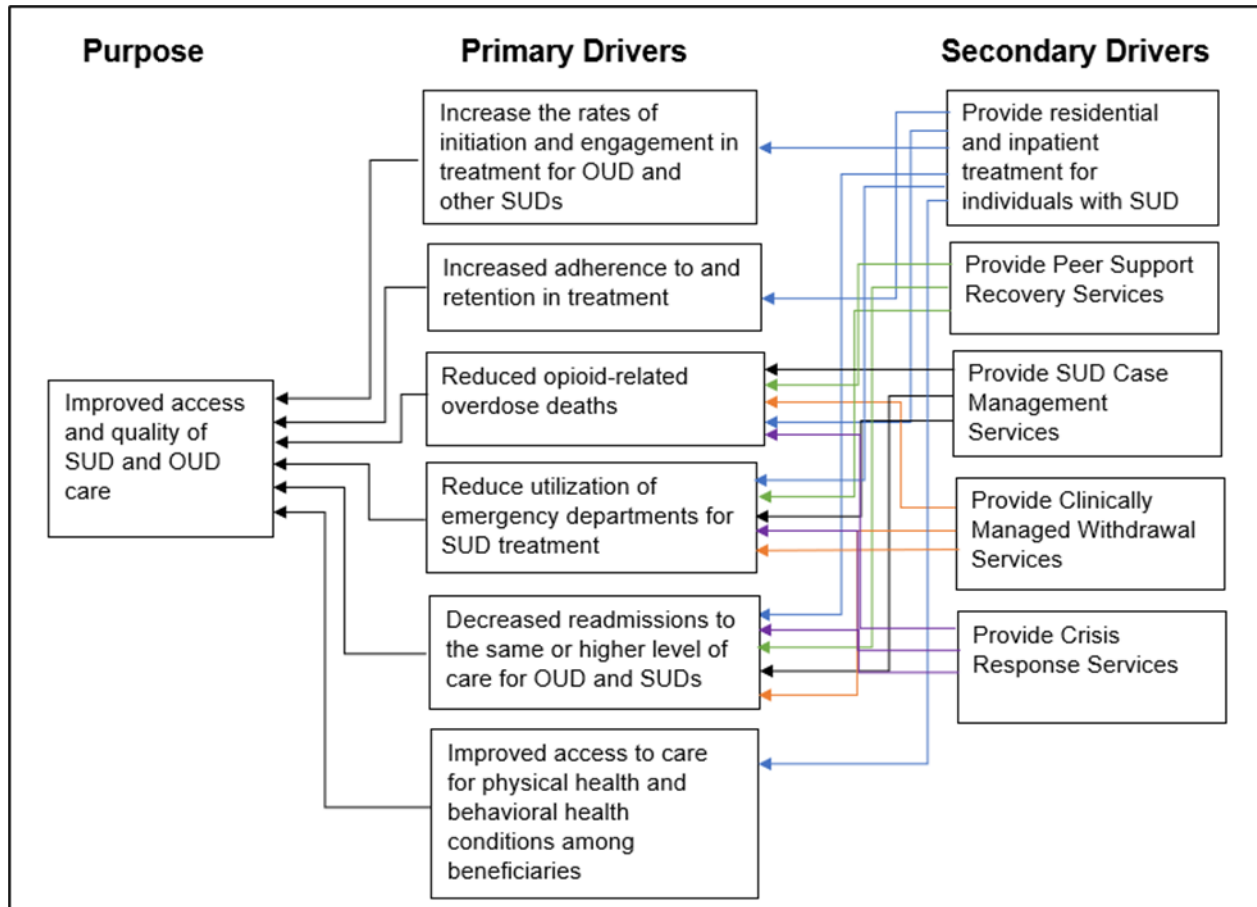 Purpose
Primary Drivers
Secondary Drivers
Improved access
and quality of
SUD and OUD
care
Increase the rates of
initiation and engagement in
treatment for OUD and
other SUDs
Increased adherence to and
retention in treatment
Reduced opioid-related
overdose deaths
Reduce utilization of
emergency departments for
SUD treatment
Decreased readmissions to
the same or higher level of
care for OUD and SUDs
Improved access to care
for physical health and
behavioral health
conditions among
beneficiaries
Provide residential
and inpatient
treatment for
individuals with SUD
Provide Peer Support
Recovery Services
Provide SUD Case
Management
Services
Provide Clinically
Managed Withdrawal
Services
Provide Crisis
Response Services